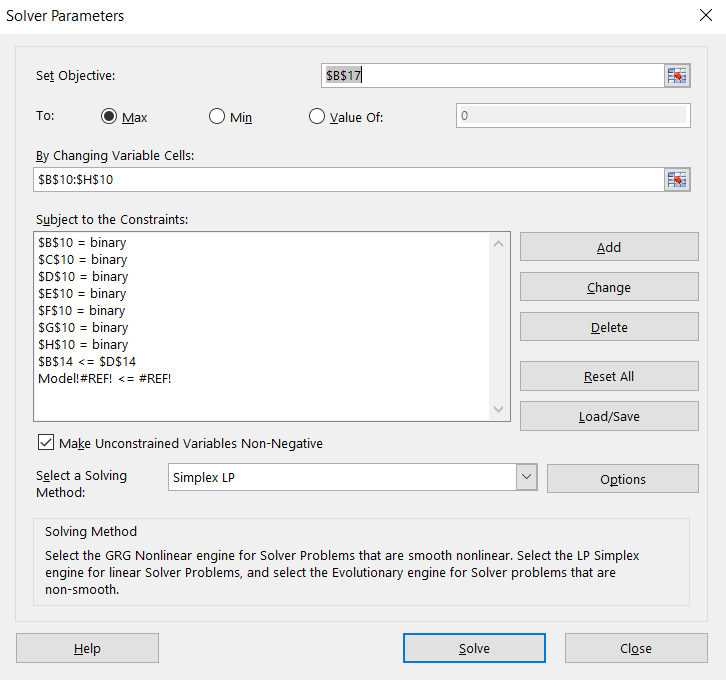 Solver Parameters
Set Objective:
$B$17
To:
Max
Min
Value Of:
0
By Changing Variable Cells:
$B$10:$H$10
Subject to the Constraints:
$B$10 = binary
$C$10 = binary
$D$10 = binary
$E$10 = binary
$F$10 = binary
$G$10 = binary
$H$10 = binary
$B$14 <= $D$14
Model!#REF! <= #REF!
Add
Change
Delete
Reset All
Load/Save
Make Unconstrained Variables Non-Negative
Select a Solving
Method:
Simplex LP
Options
Solving Method
Select the GRG Nonlinear engine for Solver Problems that are smooth nonlinear. Select the LP Simplex
engine for linear Solver Problems, and select the Evolutionary engine for Solver problems that are
non-smooth.
Help
Solve
Close